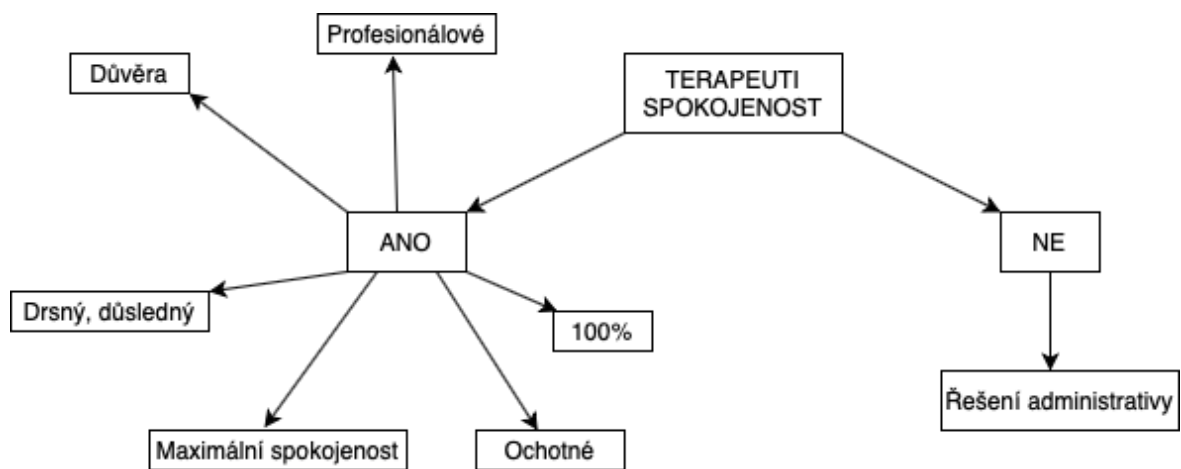 Profesionálové
Důvěra
TERAPEUTI
SPOKOJENOST
ANO
NE
Drsný, důsledný
100%
Řešení administrativy
Maximální spokojenost
Ochotné